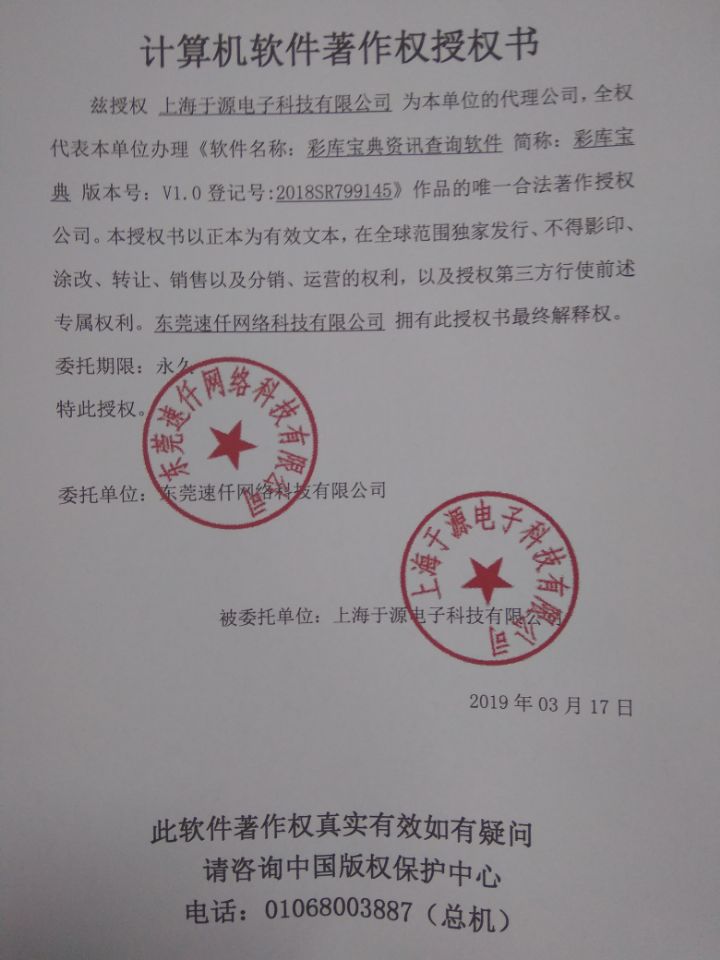 计算机软件著作权授权书
兹授权 上海于源电子科技有限公司 为本单位的代理公司，全权
代表本单位办理《软件名称：彩库宝典资讯查询软件 简称：彩库宝
典 版本号：V1.0 登记号:2018SR799145》作品的唯一合法著作授权
公司。本授权书以正本为有效文本，在全球范围独家发行、不得影印、
涂改、转让、销售以及分销、运营的权利，以及授权第三方行使前述
专属权利。东莞速仟网络科技有限公司 拥有此授权书最终解释权。
委托期限：永久
特此授权。
东莞速仟网络科技有限公司
委托单位：东莞速仟网络科技有限公司
上海于源电子科技有限公司
被委托单位：上海于源电子科技有限公司
2019 年 03 月 17 日
此软件著作权真实有效如有疑问
请咨询中国版权保护中心
电话：01068003887（总机）